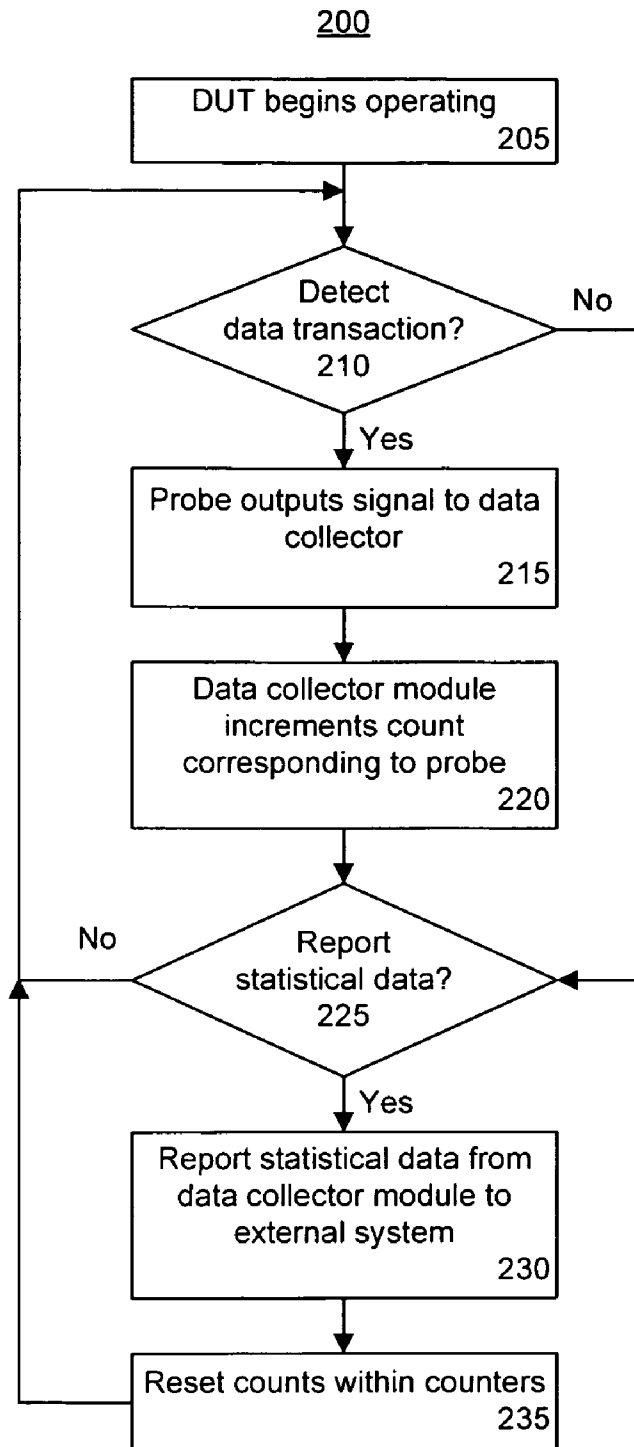 200
DUT begins operating
205
Detect
data transaction?
210
No
Yes
Probe outputs signal to data
collector
215
Data collector module
increments count
corresponding to probe
220
No
Report
statistical data?
225
Yes
Report statistical data from
data collector module to
external system
230
Reset counts within counters
235